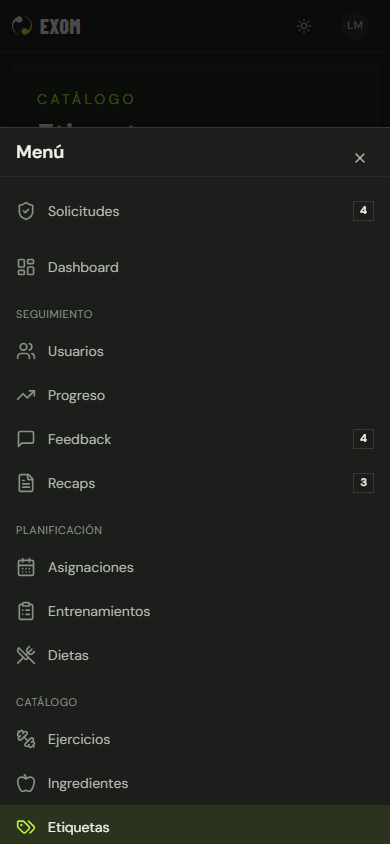 EXOM
LM
CATÁLOGO
Menú
Solicitudes 4
Dashboard
SEGUIMIENTO
Usuarios
Progreso
Feedback 4
Recaps 3
PLANIFICACIÓN
Asignaciones
Entrenamientos
Dietas
CATÁLOGO
Ejercicios
Ingredientes
Etiquetas